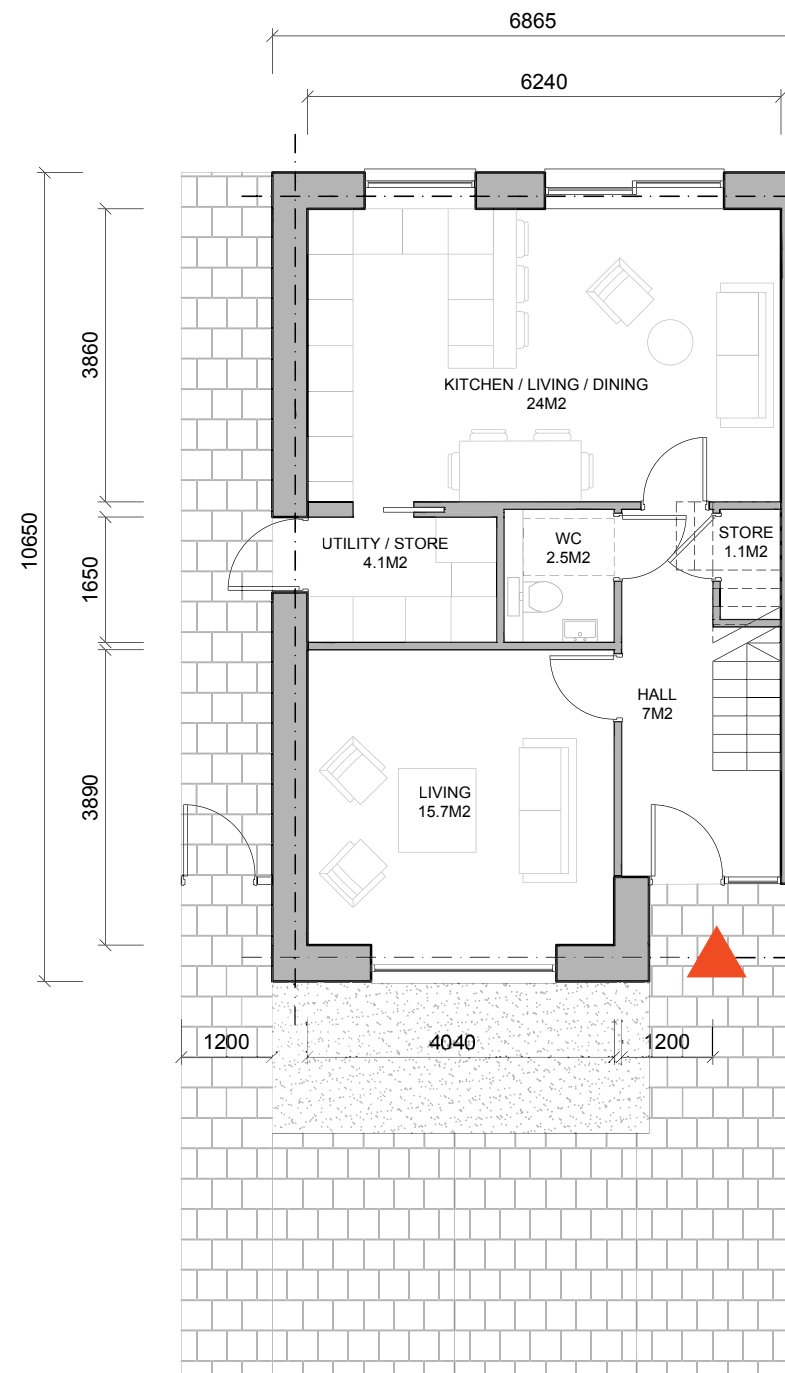 6865
6240
10650
3860
1650
3890
KITCHEN / LIVING / DINING
24M2
UTILITY / STORE
4.1M2
WC
2.5M2
STORE
1.1M2
HALL
7M2
LIVING
15.7M2
1200
4040
1200